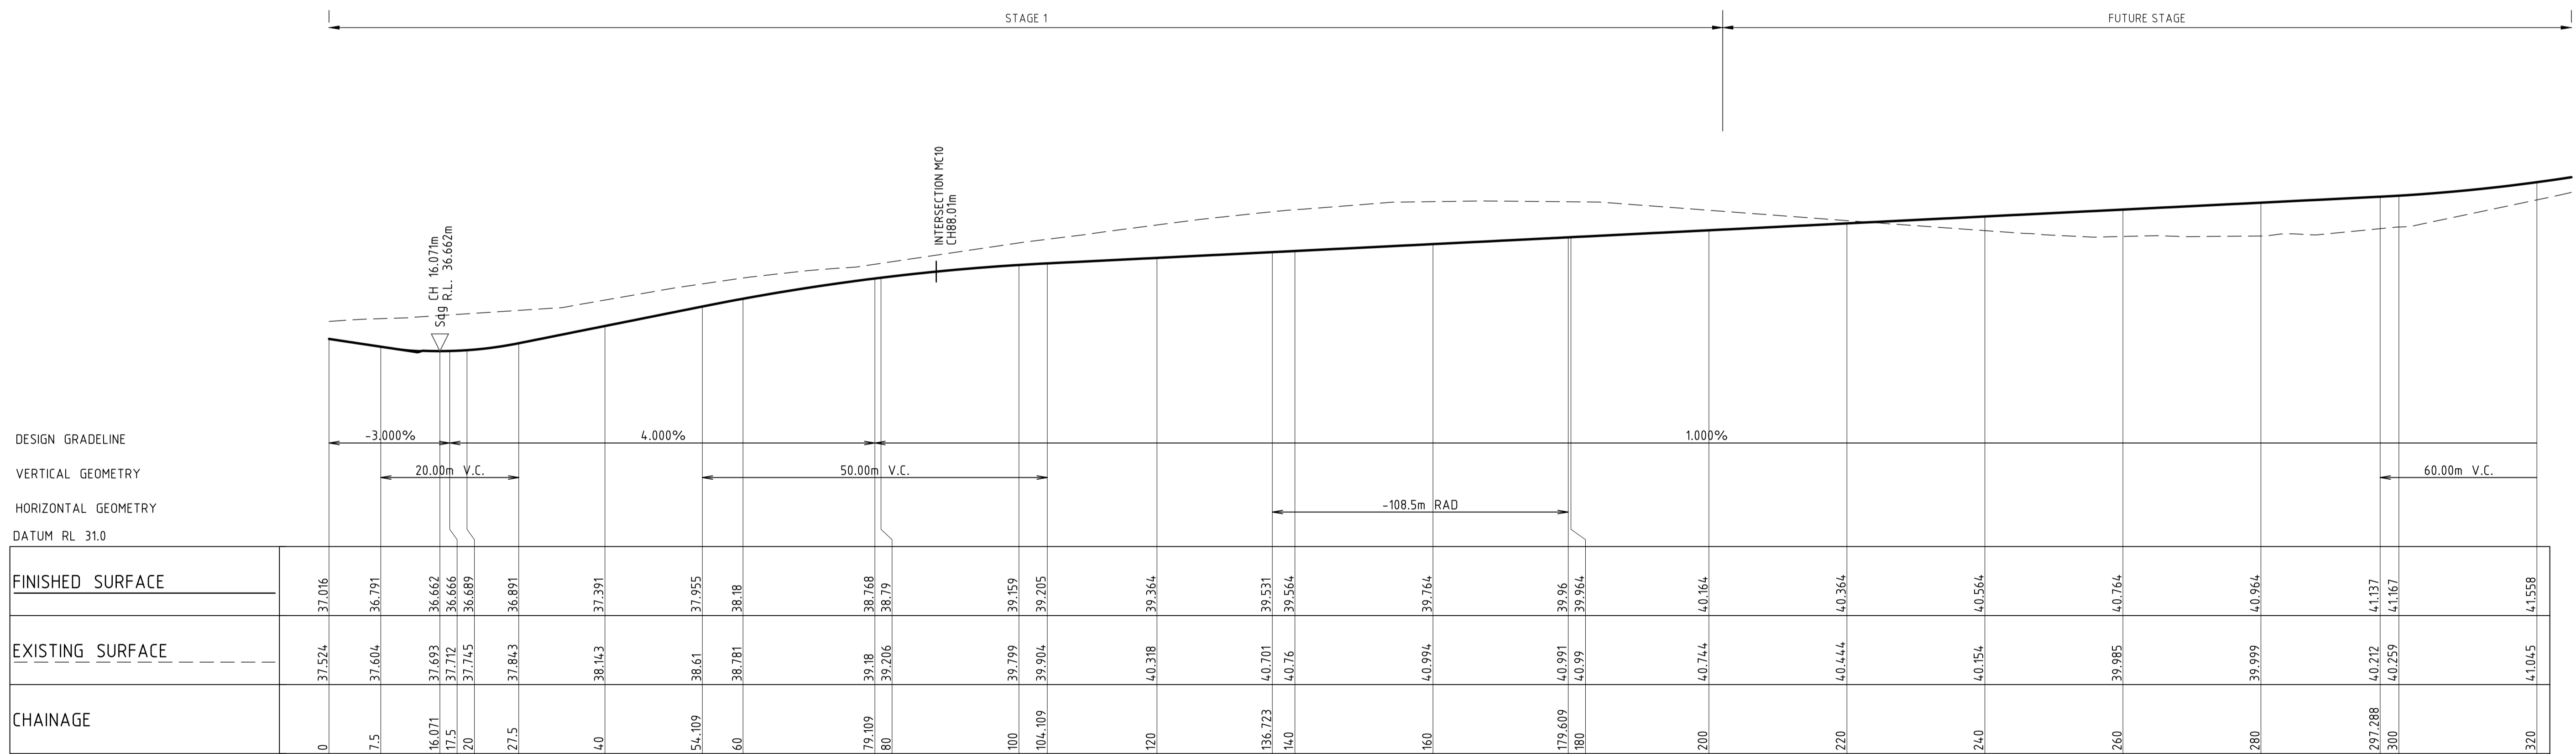 STAGE 1
FUTURE STAGE
INTERSECTION MC10
CH88.01m
Sag CH 16.071m
R.L. 36.662m
DESIGN GRADELINE
-3.000%
4.000%
1.000%
VERTICAL GEOMETRY
20.00m V.C.
50.00m V.C.
60.00m V.C.
HORIZONTAL GEOMETRY
-108.5m RAD
DATUM RL 31.0
FINISHED SURFACE
37.016 36.791 36.662 36.666 36.689 36.891 37.391 37.955 38.18 38.768 38.79 39.159 39.205 39.364 39.531 39.564 39.764 39.96 39.964 40.164 40.364 40.564 40.764 40.964 41.137 41.167 41.558
EXISTING SURFACE
37.524 37.604 37.693 37.712 37.745 37.843 38.143 38.61 38.781 39.18 39.206 39.799 39.904 40.318 40.701 40.76 40.994 40.991 40.99 40.744 40.444 40.154 39.985 39.999 40.212 40.259 41.045
CHAINAGE
0 7.5 16.071 17.5 20 27.5 40 54.109 60 79.109 80 100 104.109 120 136.723 140 160 179.609 180 200 220 240 260 280 297.288 300 320